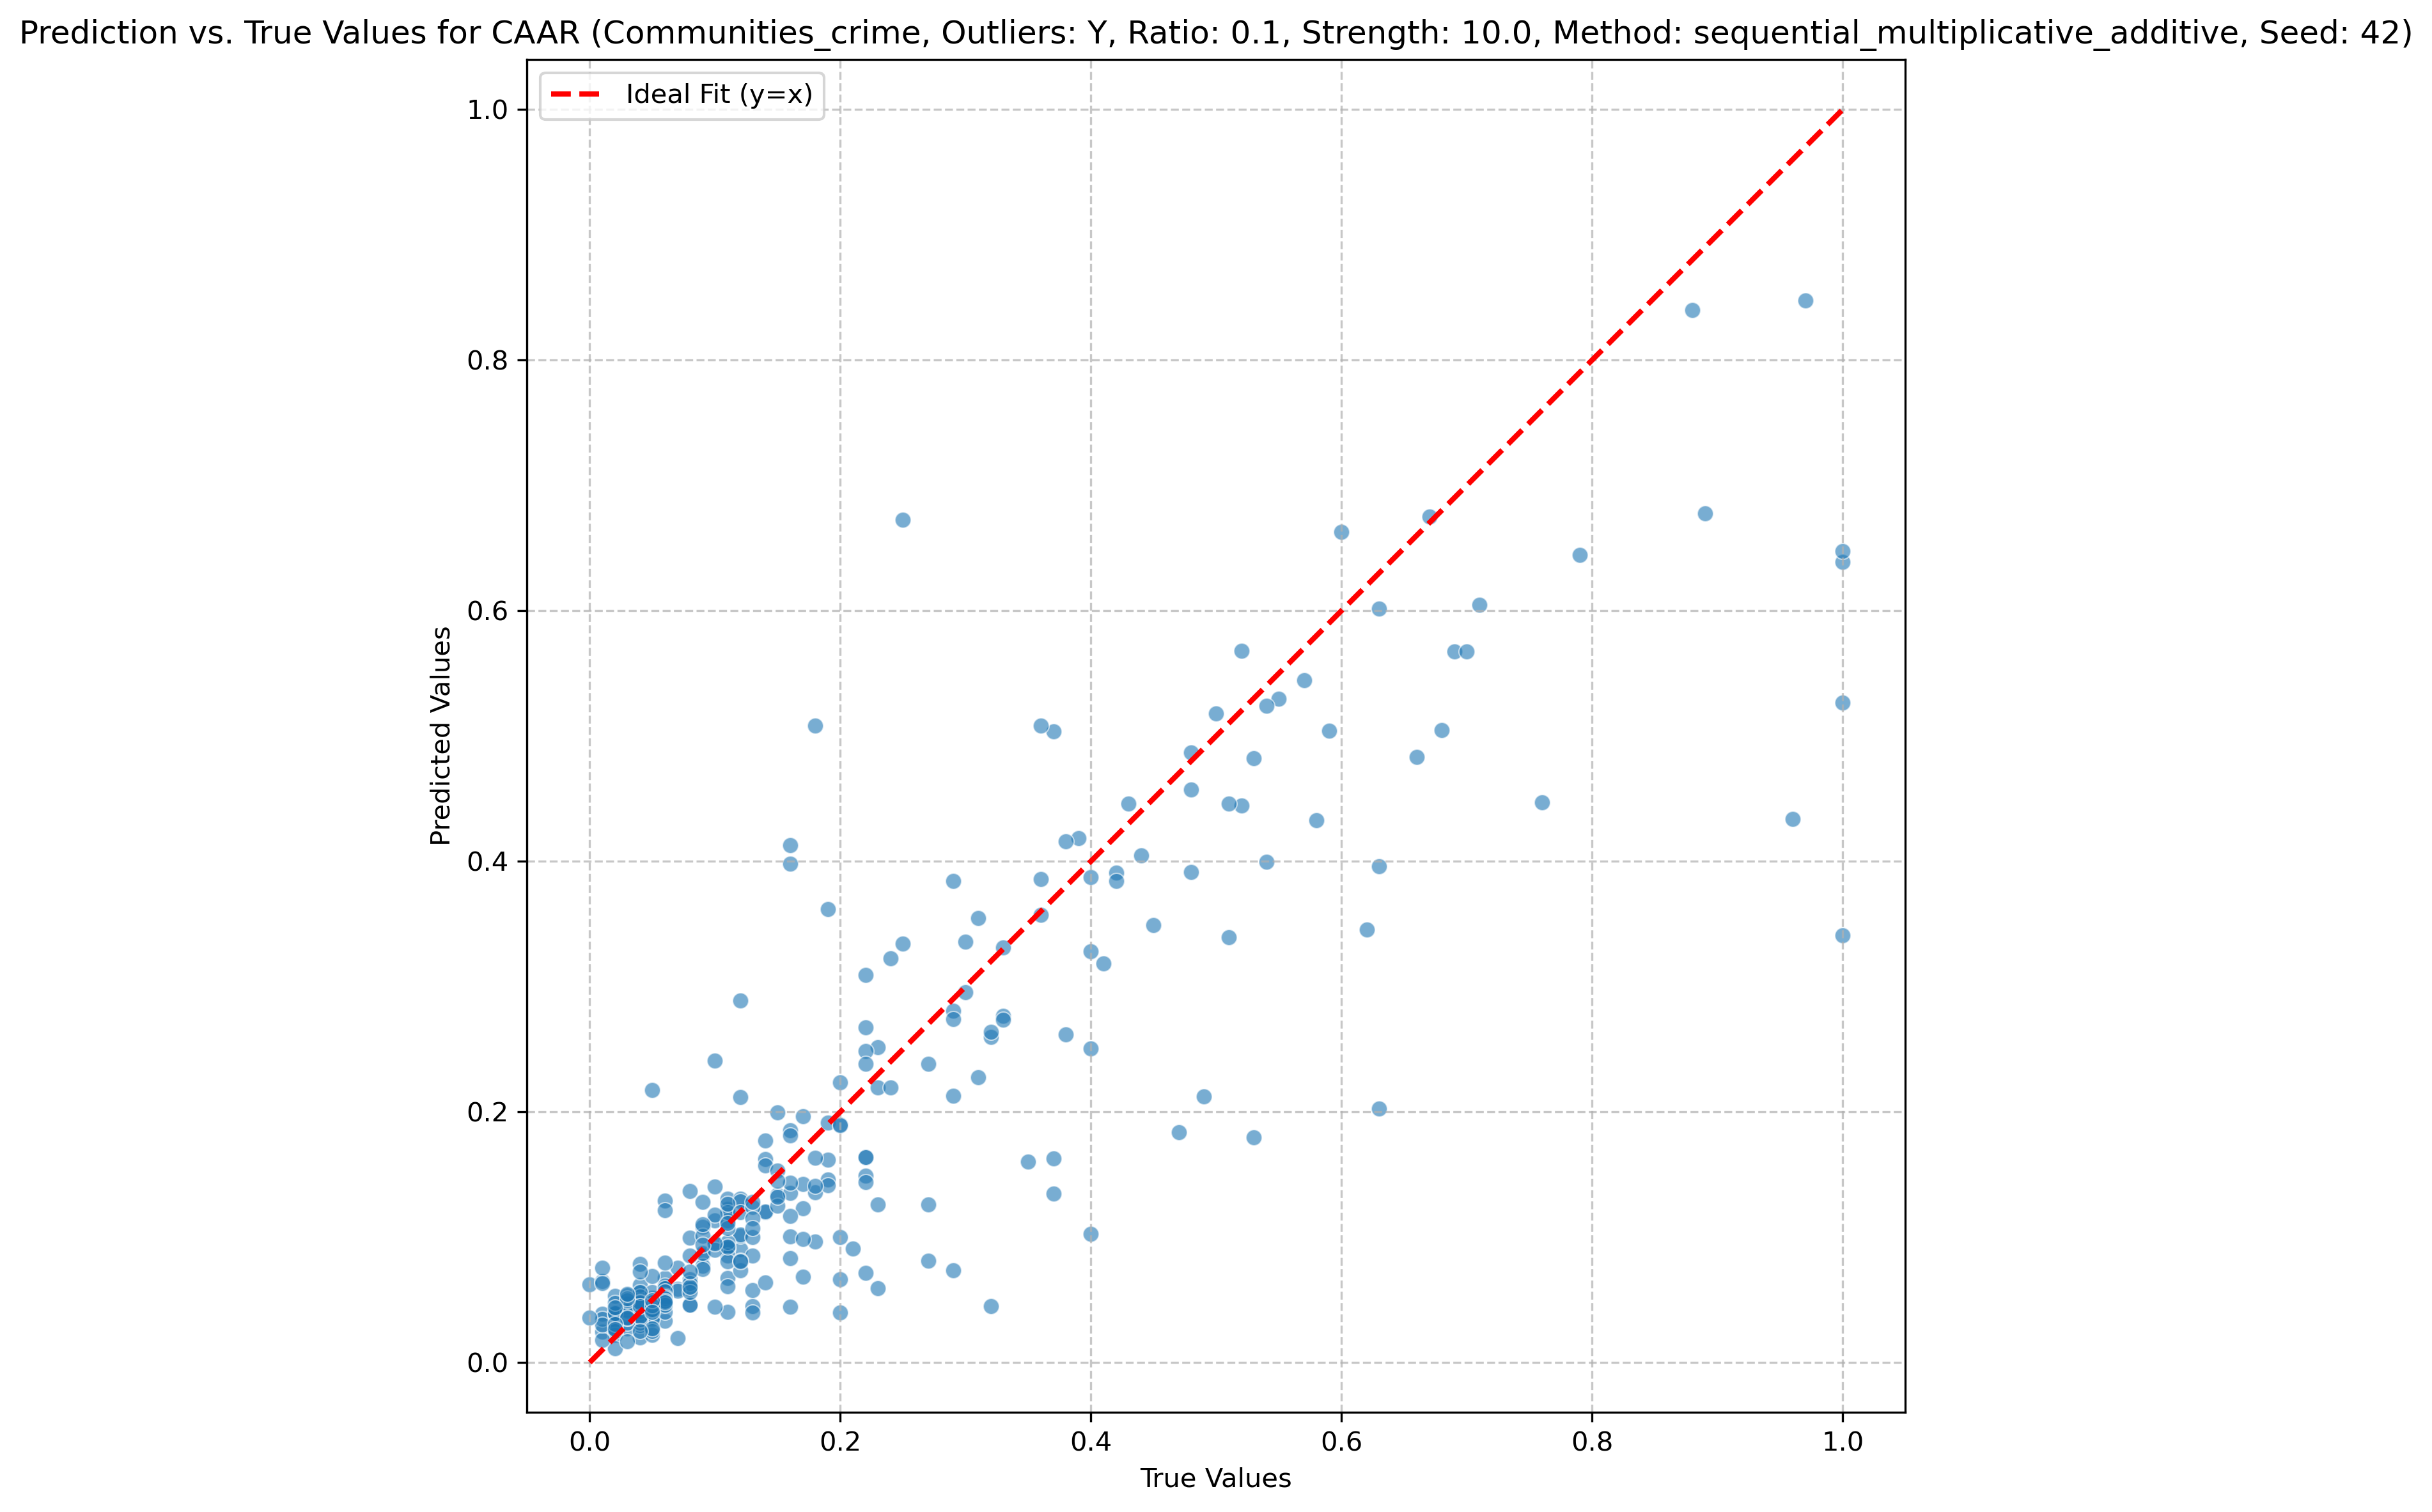 Prediction vs. True Values for CAAR (Communities_crime, Outliers: Y, Ratio: 0.1, Strength: 10.0, Method: sequential_multiplicative_additive, Seed: 42)
Ideal Fit (y=x)
1.0
0.8
0.6
0.4
0.2
0.0
Predicted Values
0.0 0.2 0.4 0.6 0.8 1.0
True Values